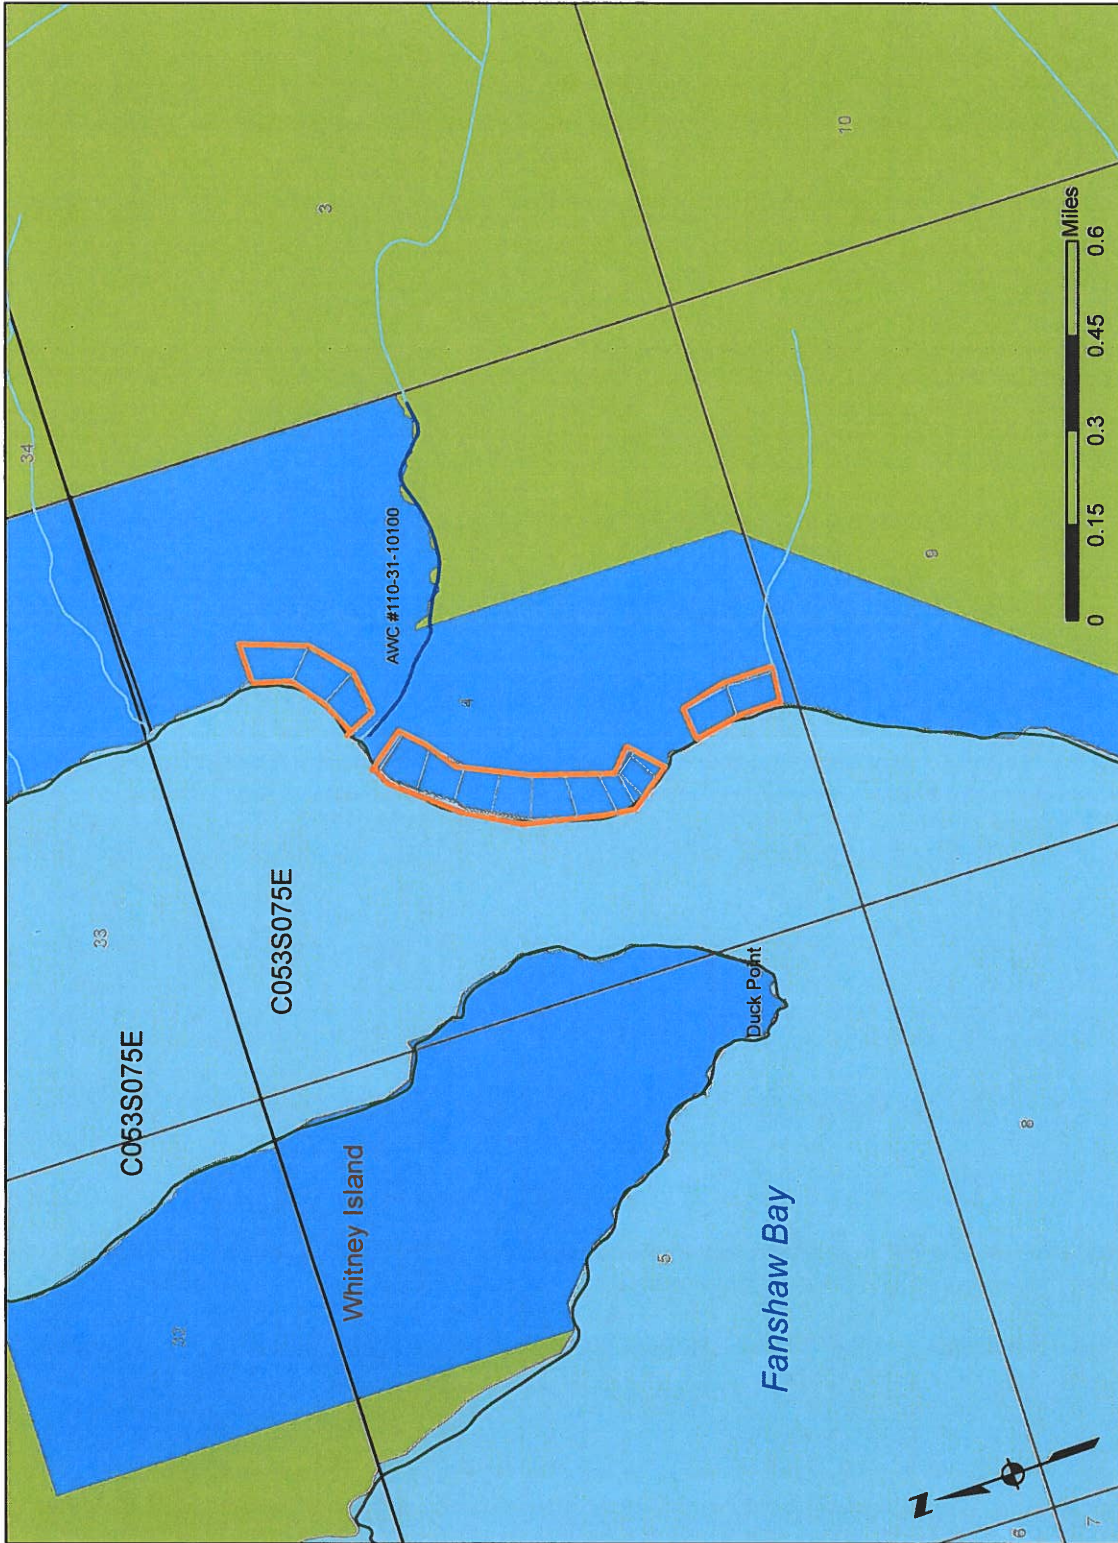 34
3
10
33
C053S075E
C053S075E
AWC #110-31-10100
4
32
Whitney Island
Duck Point
9
5
Fanshaw Bay
8
6
7
N
Miles
0
0.15
0.3
0.45
0.6